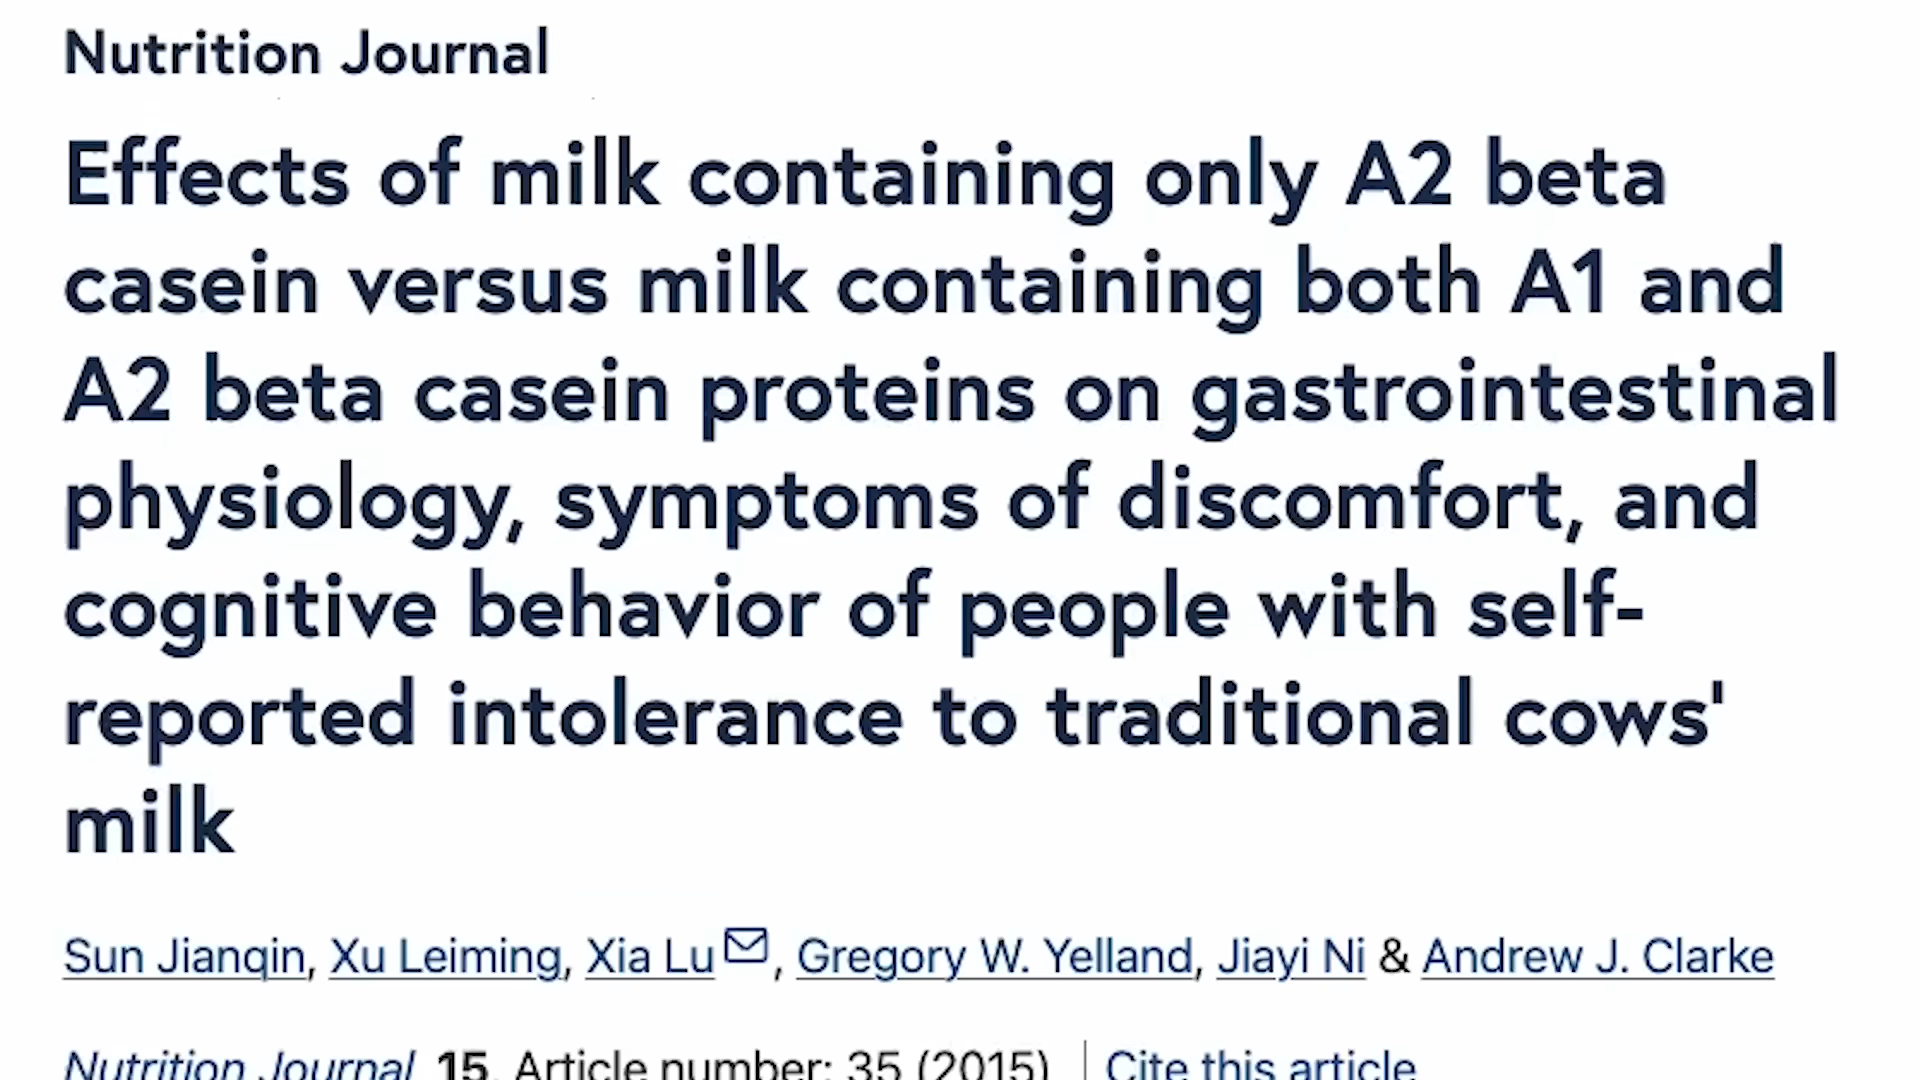 Nutrition Journal
Effects of milk containing only A2 beta
casein versus milk containing both A1 and
A2 beta casein proteins on gastrointestinal
physiology, symptoms of discomfort, and
cognitive behavior of people with self-
reported intolerance to traditional cows'
milk
Sun Jianqin, Xu Leiming, Xia Lu, Gregory W. Yelland, Jiayi Ni & Andrew J. Clarke
Nutrition Journal 15, Article number: 35 (2015) | Cite this article